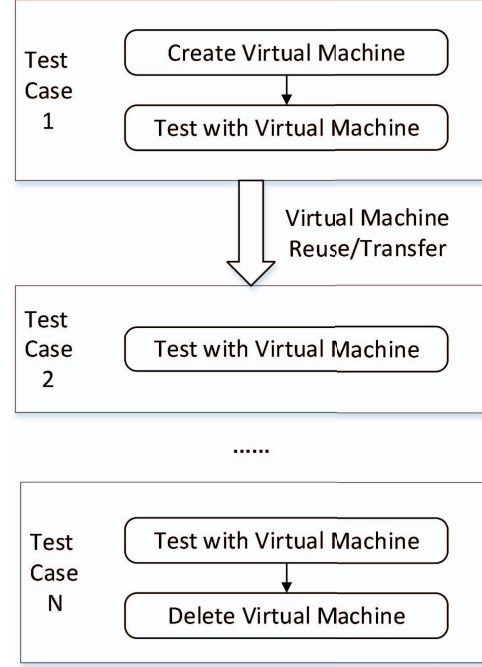 Test
Case
1
Create Virtual Machine
Test with Virtual Machine
Virtual Machine
Reuse/Transfer
Test
Case
2
Test with Virtual Machine
......
Test
Case
N
Test with Virtual Machine
Delete Virtual Machine